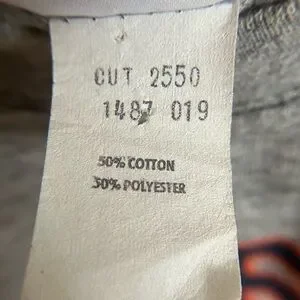 CUT 2550
1487 019
50% COTTON
50% POLYESTER